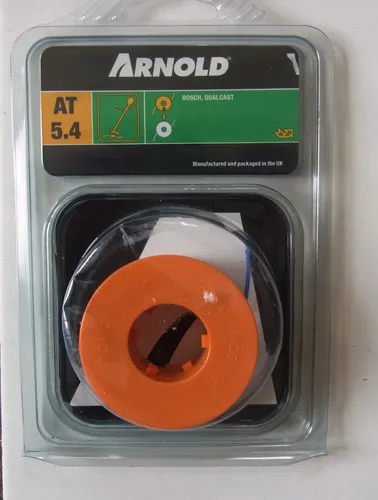 ARNOLD®
AT
5.4
BOSCH, QUALCAST
Manufactured and packaged in the UK